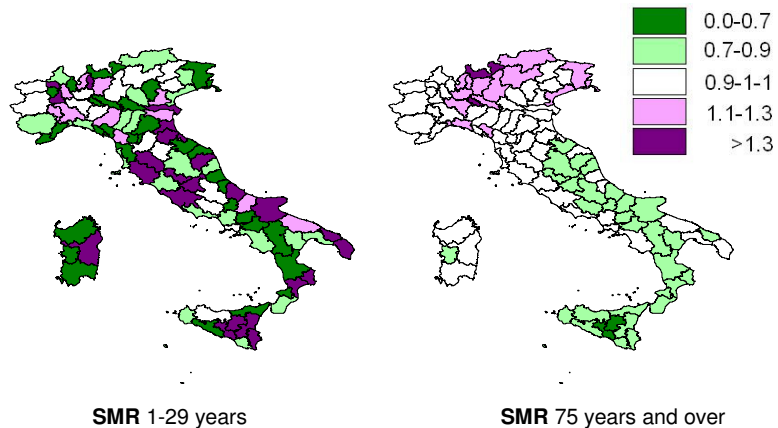 0.0-0.7
0.7-0.9
0.9-1-1
1.1-1.3
>1.3
SMR 1-29 years
SMR 75 years and over